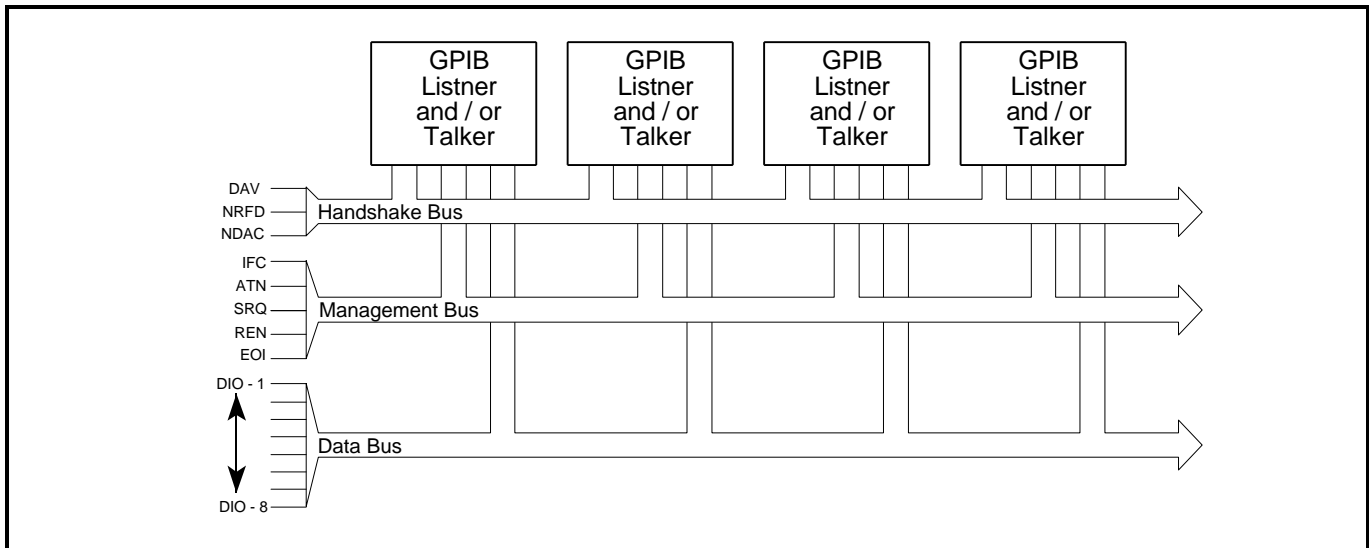 GPIB
Listner
and / or
Talker
GPIB
Listner
and / or
Talker
GPIB
Listner
and / or
Talker
GPIB
Listner
and / or
Talker
DAV
NRFD
NDAC
Handshake Bus
IFC
ATN
SRQ
REN
EOI
Management Bus
DIO - 1
Data Bus
DIO - 8